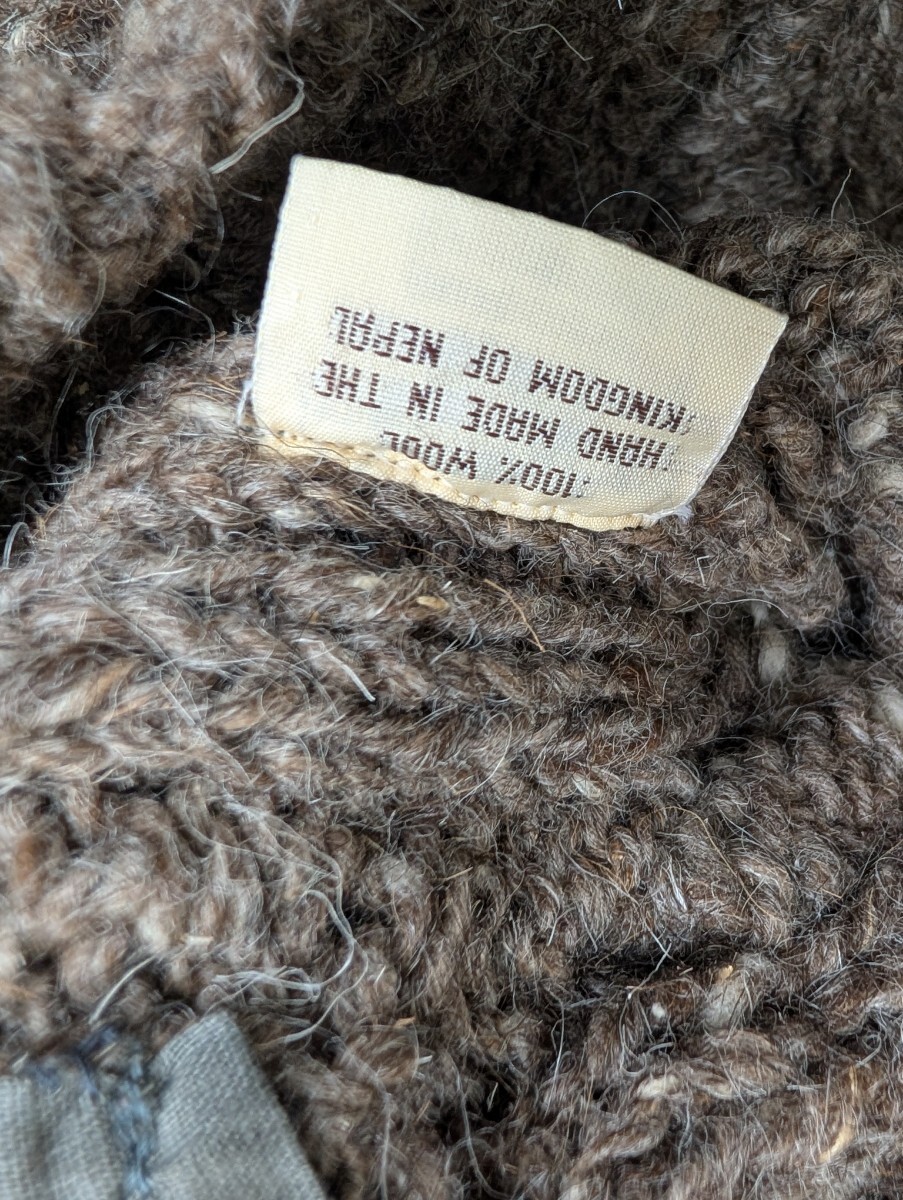 100% WOOL
HAND MADE IN THE
KINGDOM OF NEPAL